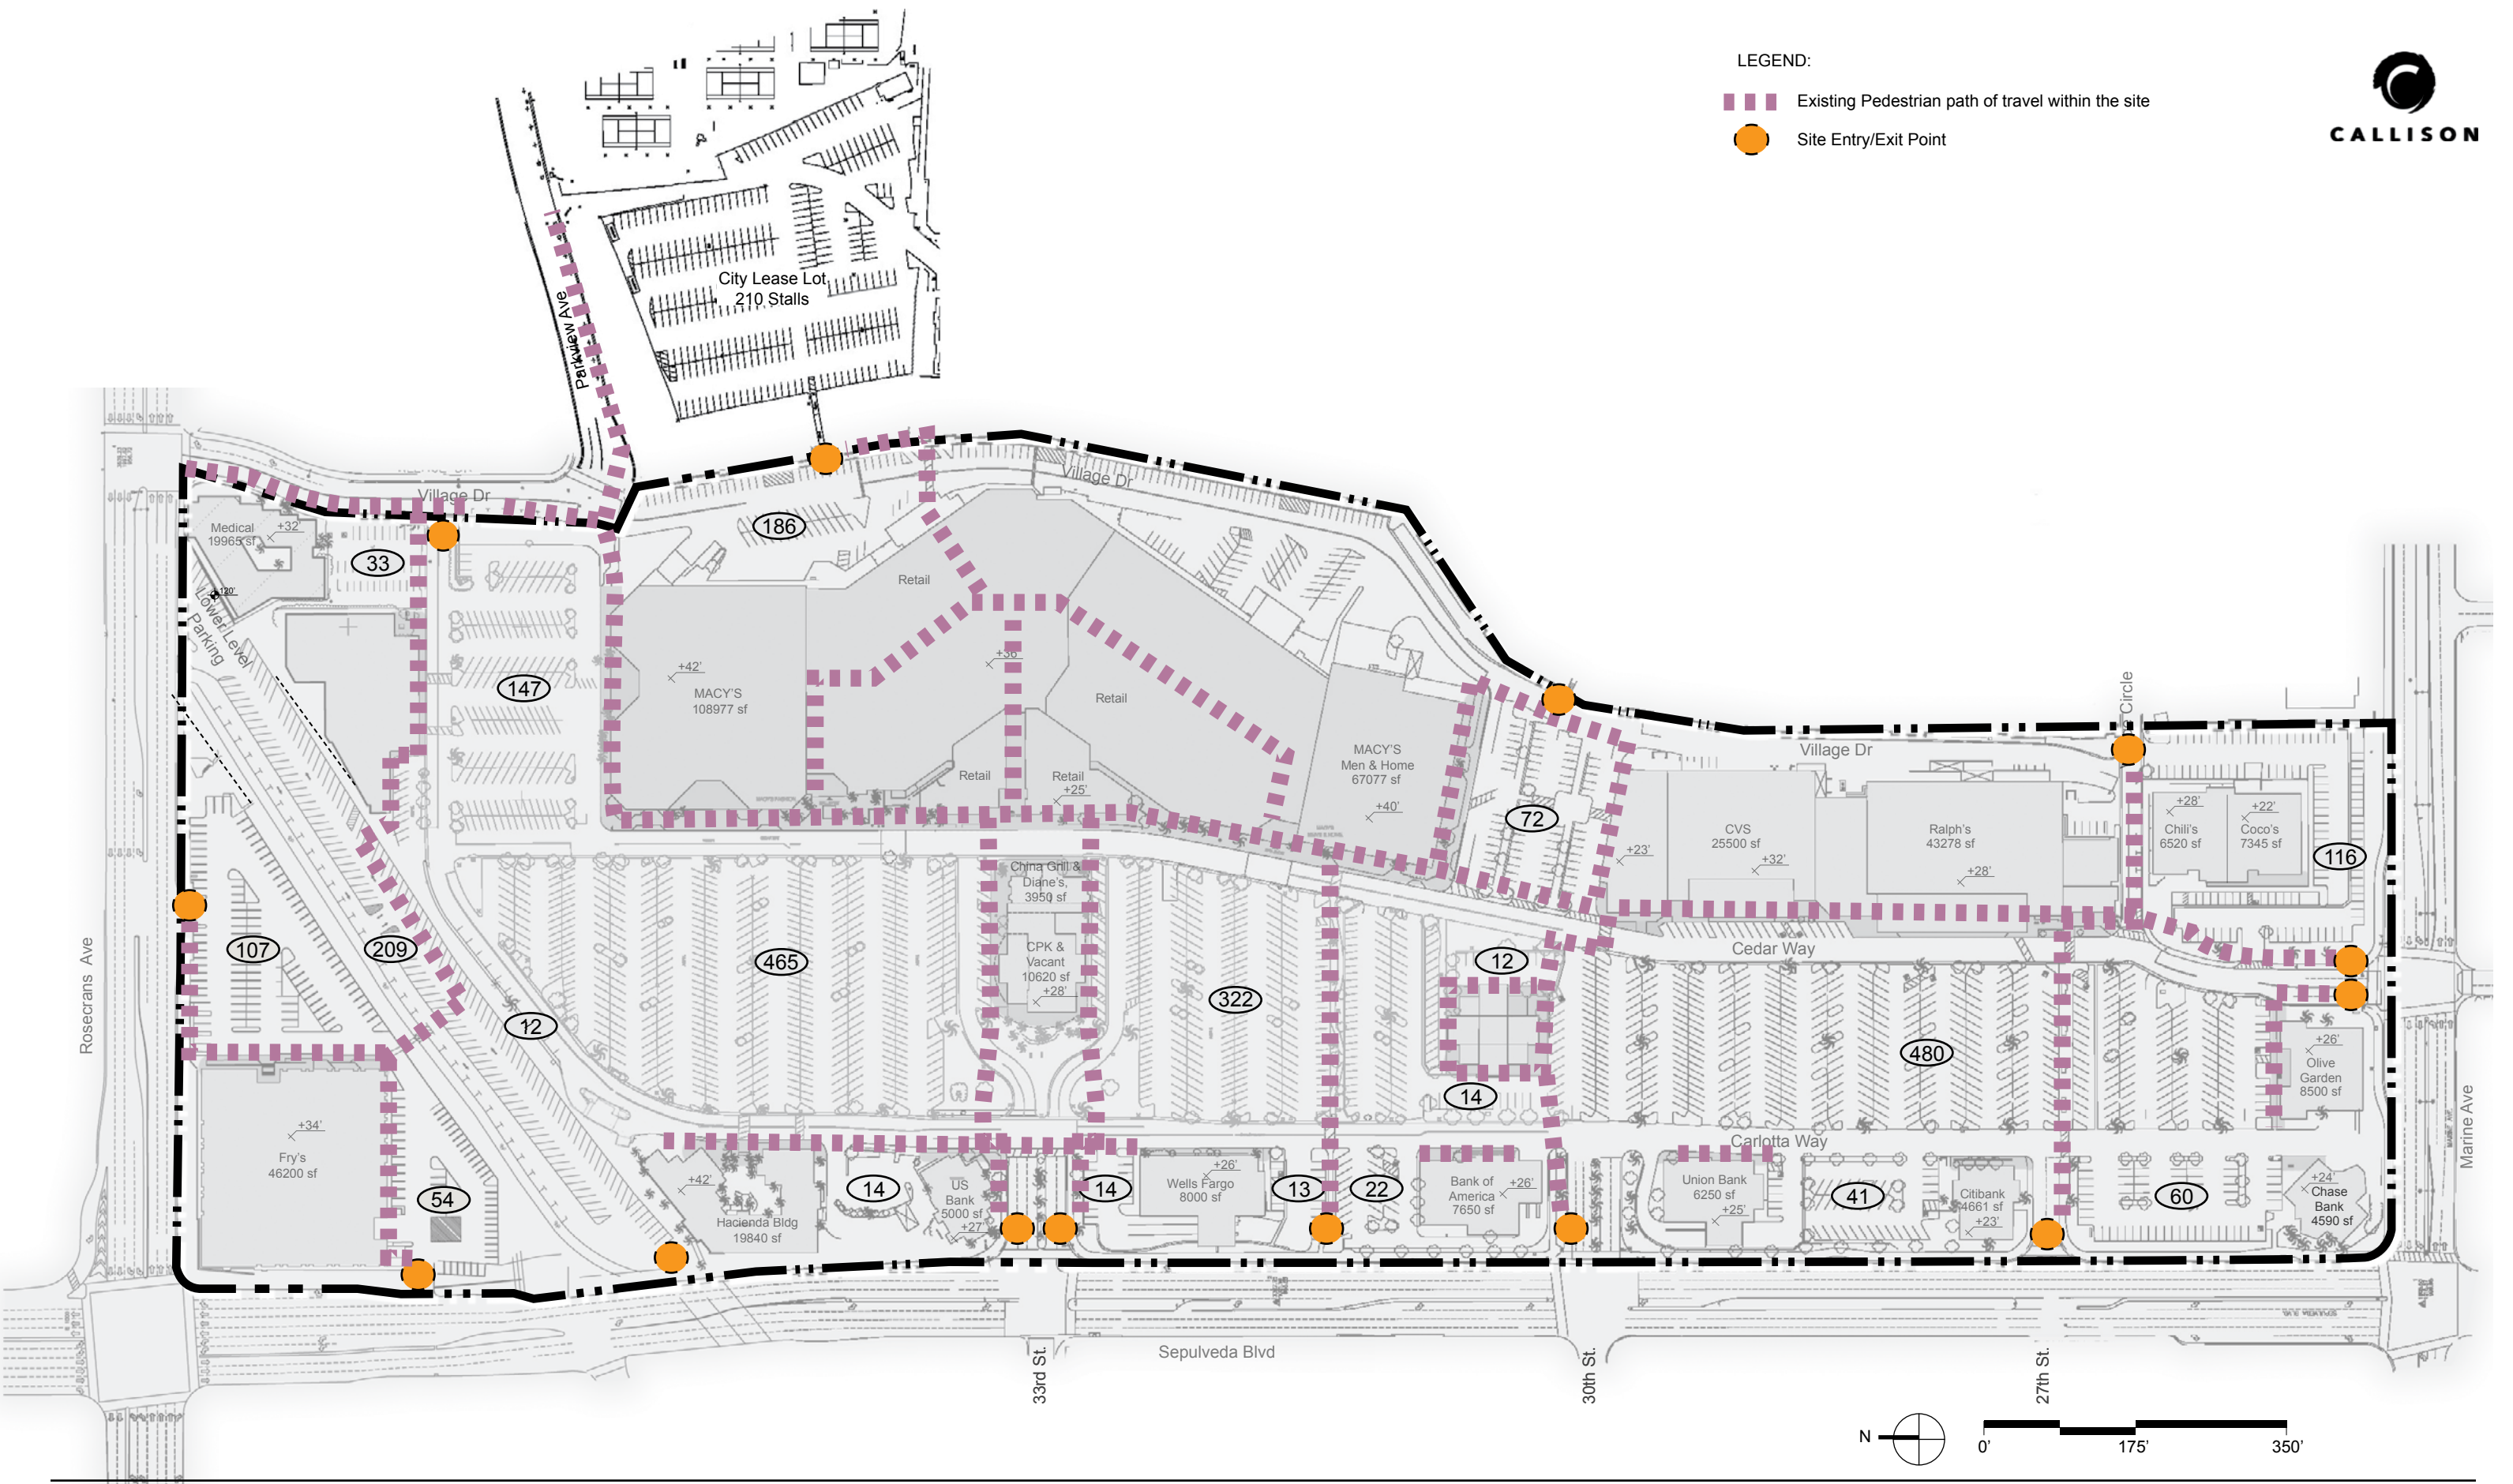 LEGEND:
Existing Pedestrian path of travel within the site
Site Entry/Exit Point
CALLISON
City Lease Lot
210 Stalls
Parkview Ave
Village Dr
Village Dr
Medical
19965 sf
+32'
33
120'
Lower Level
Parking
186
Retail
147
+42'
MACY'S
108977 sf
+36'
Retail
Retail
Retail
+25'
MACY'S
Men & Home
67077 sf
+40'
72
Village Dr
Circle
+23'
CVS
25500 sf
+32'
Ralph's
43278 sf
+28'
+28'
Chili's
6520 sf
+22'
Coco's
7345 sf
116
China Grill &
Diane's,
3950 sf
CPK &
Vacant
10620 sf
+28'
Rosecrans Ave
107
209
12
465
322
12
14
Cedar Way
480
+26'
Olive
Garden
8500 sf
Marine Ave
+34'
Fry's
46200 sf
54
+42'
Hacienda Bldg
19840 sf
14
US
Bank
5000 sf
+27'
14
+26'
Wells Fargo
8000 sf
13
22
Bank of
America
7650 sf
+26'
Carlotta Way
Union Bank
6250 sf
+25'
41
Citibank
4661 sf
+23'
60
+24'
Chase
Bank
4590 sf
Sepulveda Blvd
33rd St.
30th St.
27th St.
N
0'
175'
350'